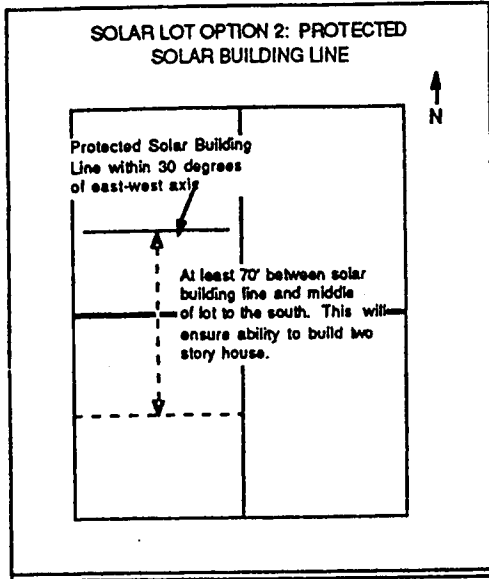 SOLAR LOT OPTION 2: PROTECTED
SOLAR BUILDING LINE
N
Protected Solar Building
Line within 30 degrees
of east-west axis
At least 70' between solar
building line and middle
of lot to the south. This will
ensure ability to build two
story house.